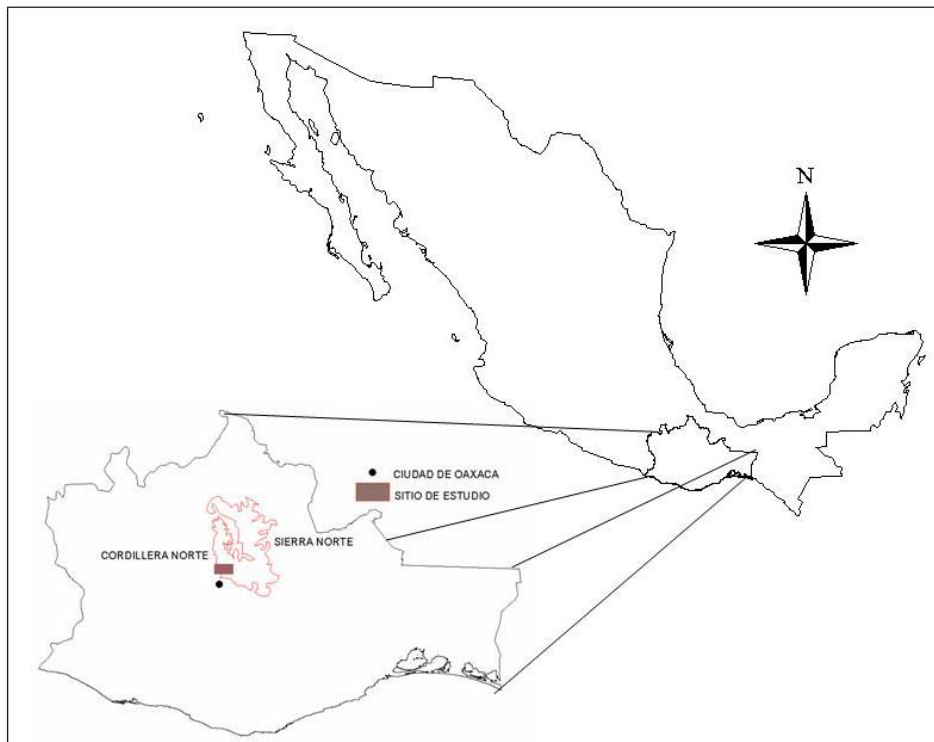 N
CIUDAD DE OAXACA
SITIO DE ESTUDIO
SIERRA NORTE
CORDILLERA NORTE